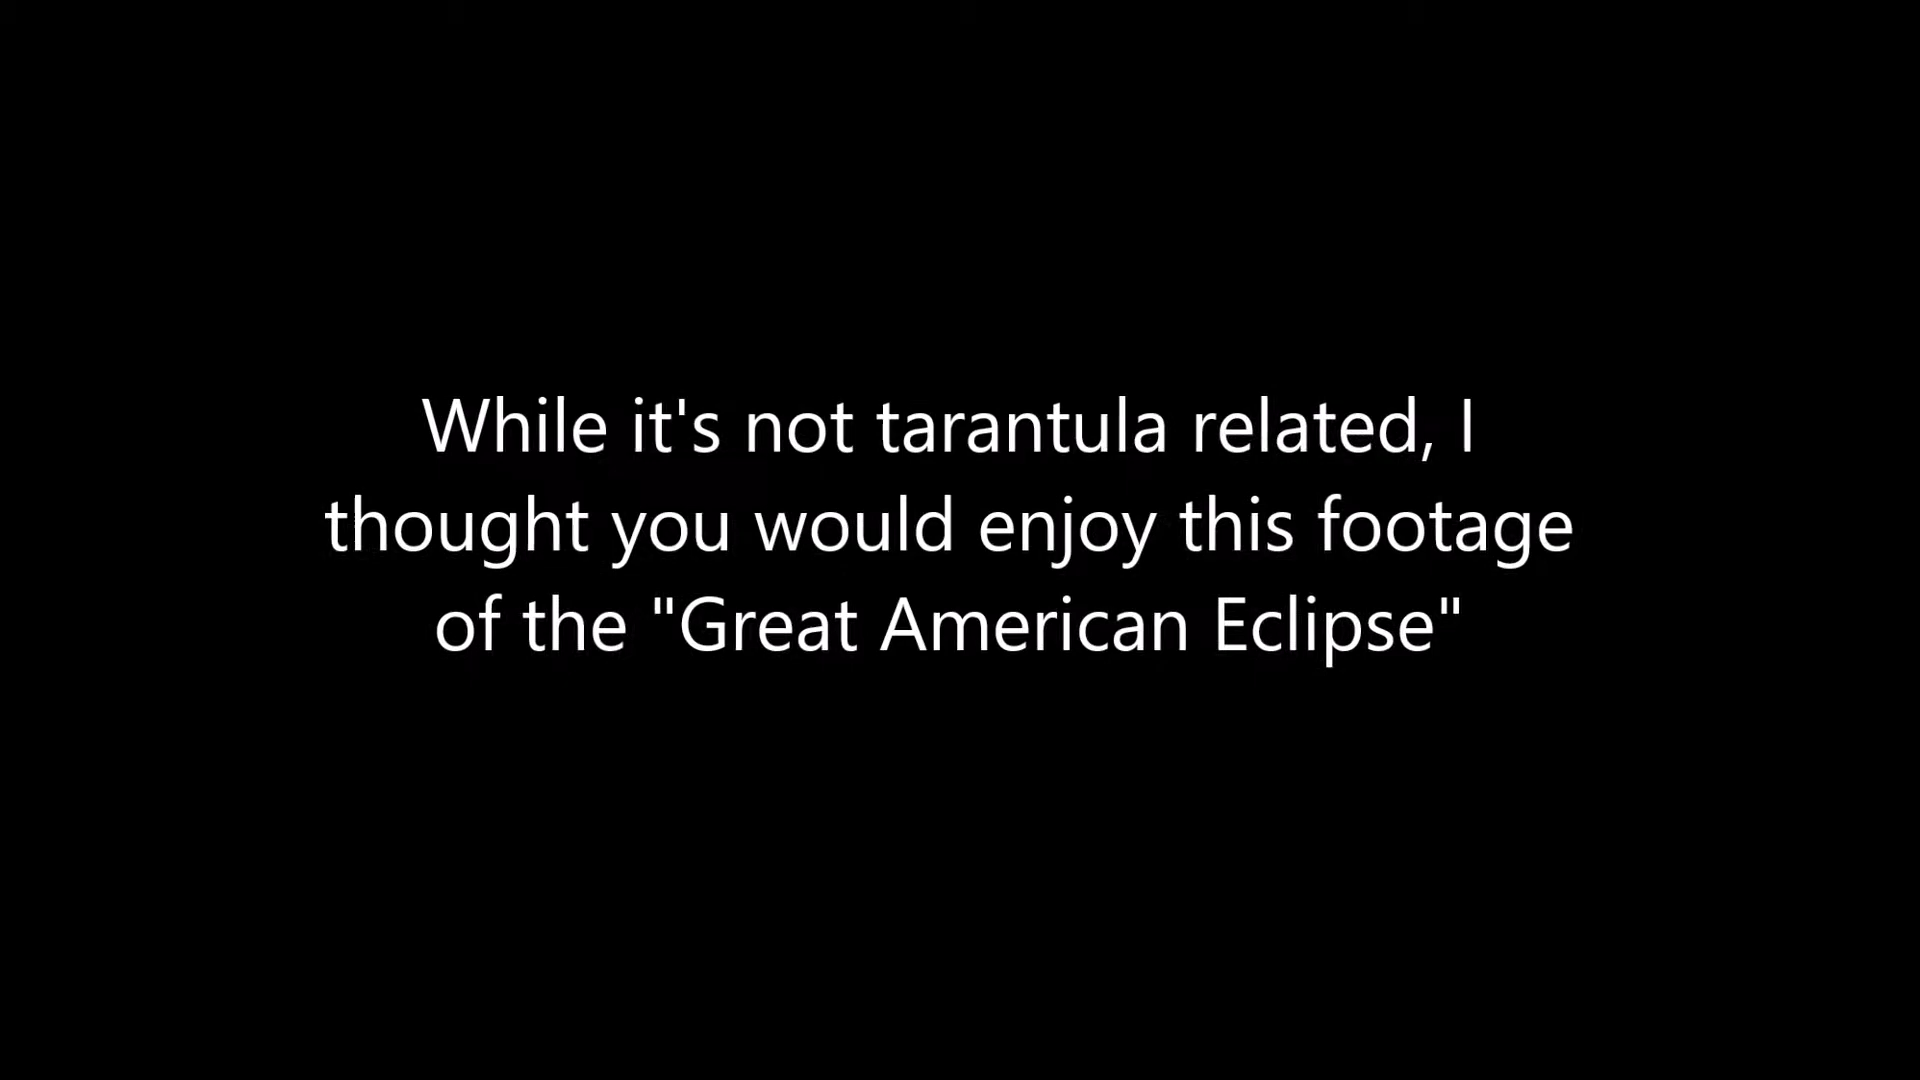 While it's not tarantula related, I
thought you would enjoy this footage
of the "Great American Eclipse"